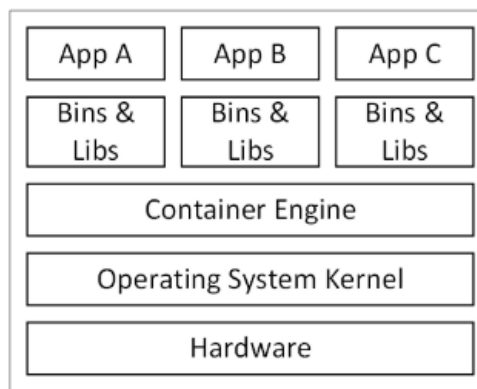 App A
App B
App C
Bins &
Libs
Bins &
Libs
Bins &
Libs
Container Engine
Operating System Kernel
Hardware